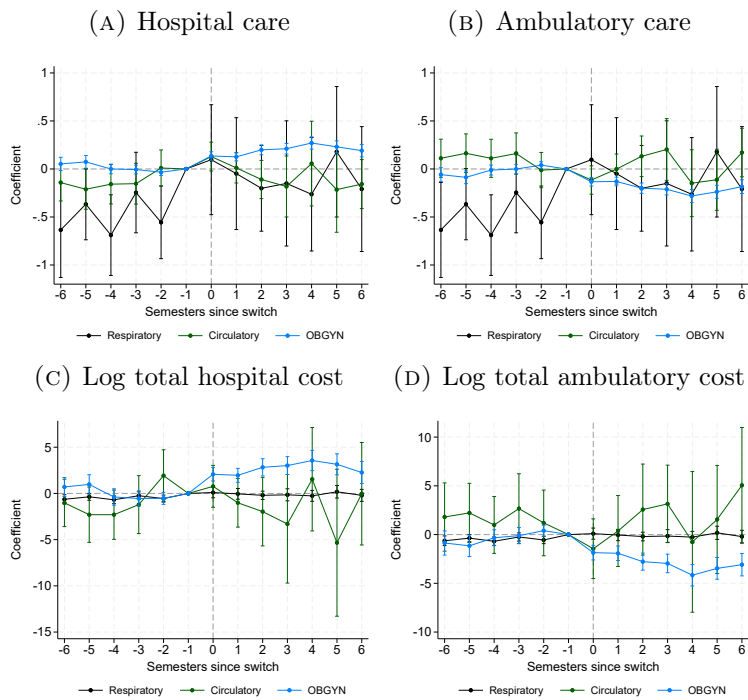 (A) Hospital care
1
.5
0
-.5
-1
Coefficient
-6 -5 -4 -3 -2 -1 0 1 2 3 4 5 6
Semesters since switch
Respiratory Circulatory OBGYN
(B) Ambulatory care
1
.5
0
-.5
-1
Coefficient
-6 -5 -4 -3 -2 -1 0 1 2 3 4 5 6
Semesters since switch
Respiratory Circulatory OBGYN
(C) Log total hospital cost
5
0
-5
-10
-15
Coefficient
-6 -5 -4 -3 -2 -1 0 1 2 3 4 5 6
Semesters since switch
Respiratory Circulatory OBGYN
(D) Log total ambulatory cost
10
5
0
-5
-10
Coefficient
-6 -5 -4 -3 -2 -1 0 1 2 3 4 5 6
Semesters since switch
Respiratory Circulatory OBGYN